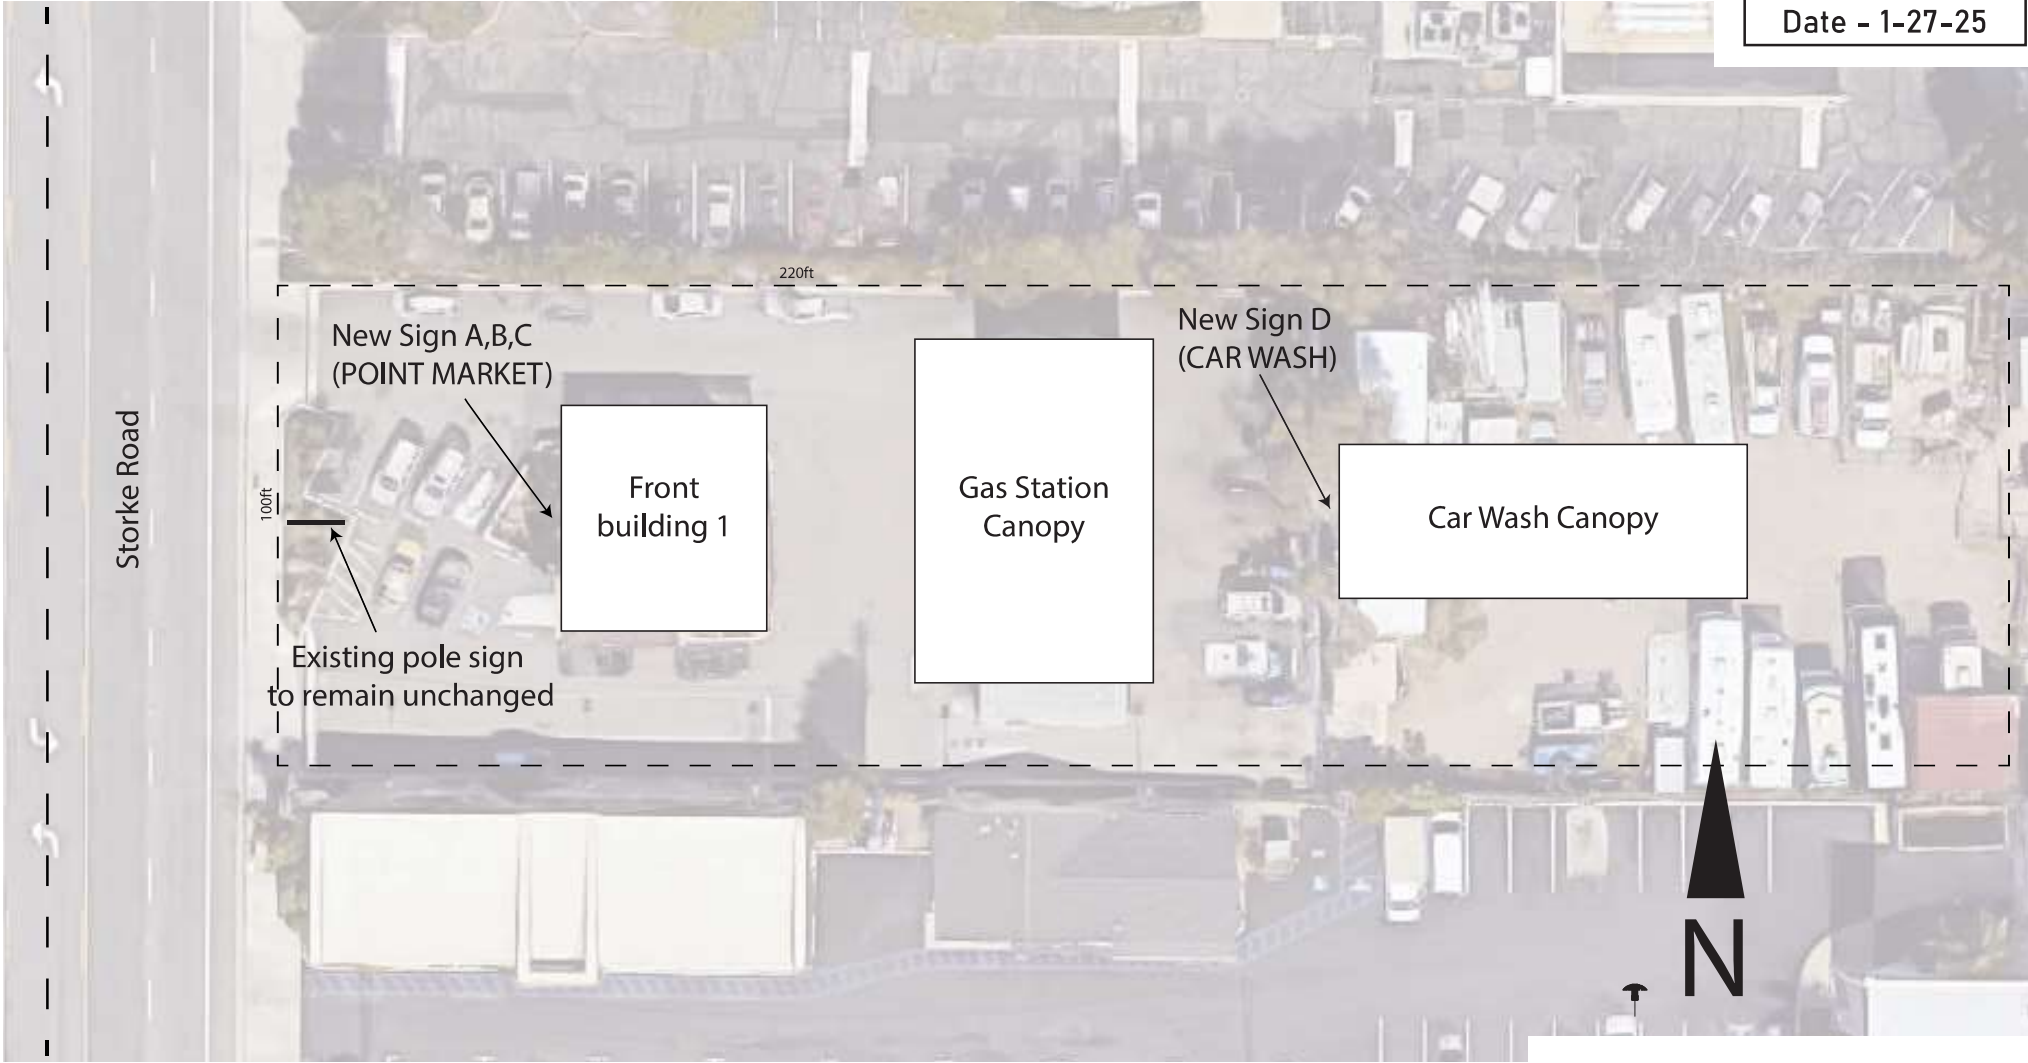 Date - 1-27-25
220ft
New Sign A,B,C
(POINT MARKET)
New Sign D
(CAR WASH)
Storke Road
100ft
Front
building 1
Gas Station
Canopy
Car Wash Canopy
Existing pole sign
to remain unchanged
N